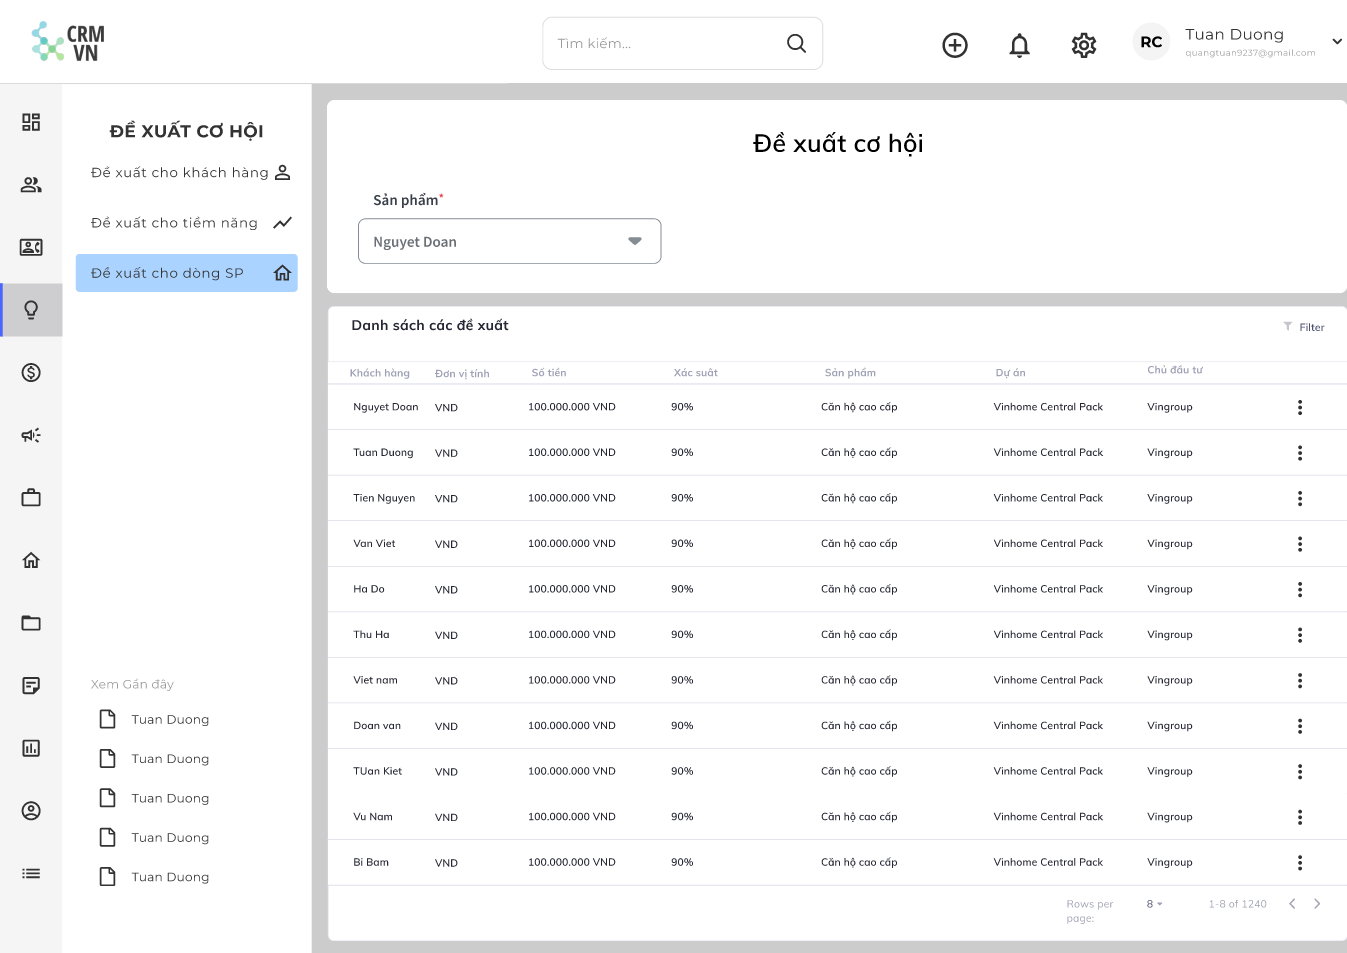 CRM
VN
Tìm kiếm...
RC
Tuan Duong
quangtuan9237@gmail.com
ĐỀ XUẤT CƠ HỘI
Đề xuất cho khách hàng
Đề xuất cho tiềm năng
Đề xuất cho dòng SP
Xem Gần đây
Tuan Duong
Tuan Duong
Tuan Duong
Tuan Duong
Tuan Duong
Đề xuất cơ hội
Sản phẩm*
Nguyet Doan
Danh sách các đề xuất
Filter
Khách hàng Đơn vị tính Số tiền Xác suât Sản phẩm Dự án Chủ đầu tư
Nguyet Doan VND 100.000.000 VND 90% Căn hộ cao cấp Vinhome Central Pack Vingroup
Tuan Duong VND 100.000.000 VND 90% Căn hộ cao cấp Vinhome Central Pack Vingroup
Tien Nguyen VND 100.000.000 VND 90% Căn hộ cao cấp Vinhome Central Pack Vingroup
Van Viet VND 100.000.000 VND 90% Căn hộ cao cấp Vinhome Central Pack Vingroup
Ha Do VND 100.000.000 VND 90% Căn hộ cao cấp Vinhome Central Pack Vingroup
Thu Ha VND 100.000.000 VND 90% Căn hộ cao cấp Vinhome Central Pack Vingroup
Viet nam VND 100.000.000 VND 90% Căn hộ cao cấp Vinhome Central Pack Vingroup
Doan van VND 100.000.000 VND 90% Căn hộ cao cấp Vinhome Central Pack Vingroup
TUan Kiet VND 100.000.000 VND 90% Căn hộ cao cấp Vinhome Central Pack Vingroup
Vu Nam VND 100.000.000 VND 90% Căn hộ cao cấp Vinhome Central Pack Vingroup
Bi Bam VND 100.000.000 VND 90% Căn hộ cao cấp Vinhome Central Pack Vingroup
Rows per page: 8 1-8 of 1240